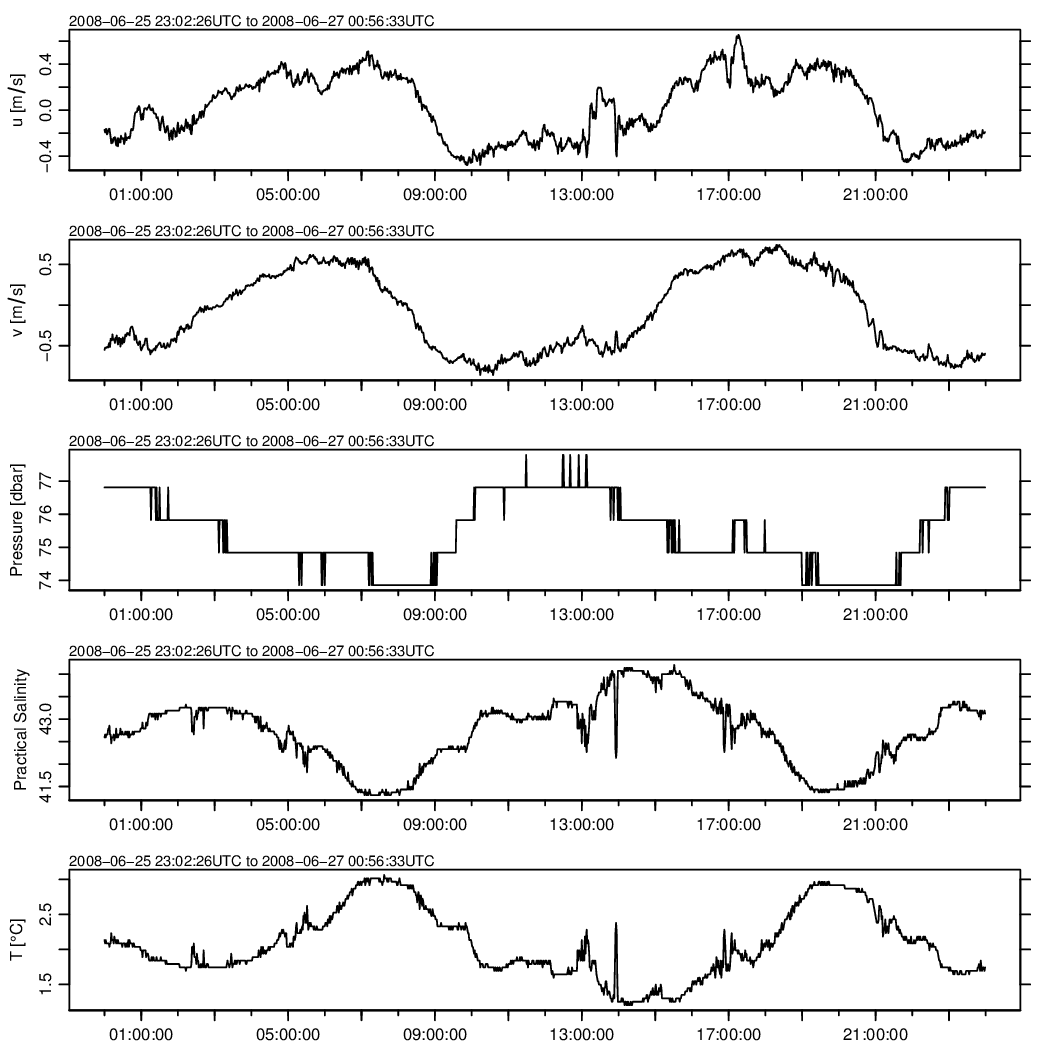 2008−06−25 23:02:26UTC to 2008−06−27 00:56:33UTC
u [m/s]
0.4
0.0
−0.4
01:00:00 05:00:00 09:00:00 13:00:00 17:00:00 21:00:00
2008−06−25 23:02:26UTC to 2008−06−27 00:56:33UTC
v [m/s]
0.5
−0.5
01:00:00 05:00:00 09:00:00 13:00:00 17:00:00 21:00:00
2008−06−25 23:02:26UTC to 2008−06−27 00:56:33UTC
Pressure [dbar]
77
76
75
74
01:00:00 05:00:00 09:00:00 13:00:00 17:00:00 21:00:00
2008−06−25 23:02:26UTC to 2008−06−27 00:56:33UTC
Practical Salinity
43.0
41.5
01:00:00 05:00:00 09:00:00 13:00:00 17:00:00 21:00:00
2008−06−25 23:02:26UTC to 2008−06−27 00:56:33UTC
T [°C]
2.5
1.5
01:00:00 05:00:00 09:00:00 13:00:00 17:00:00 21:00:00